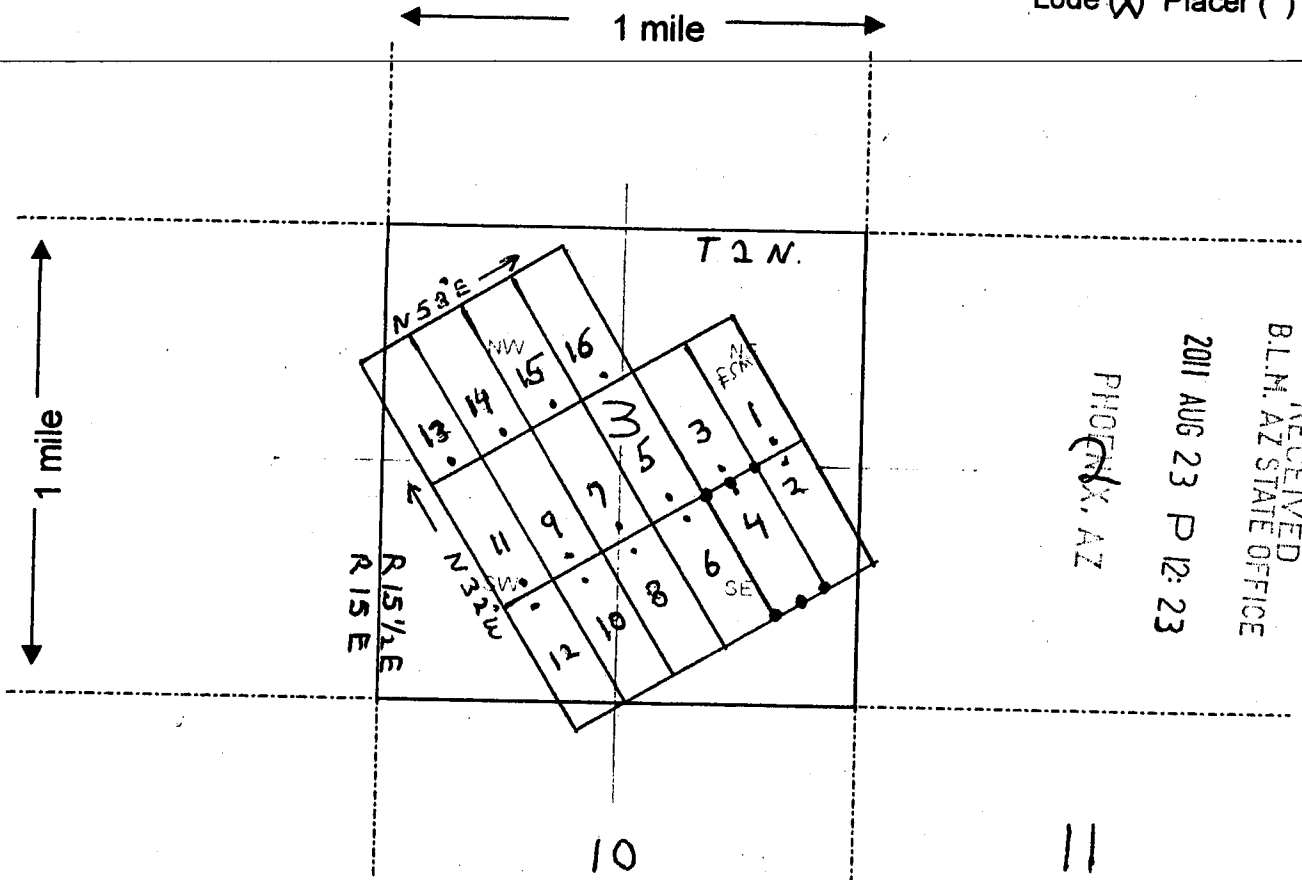 Lode (X) Placer ( )
1 mile
T 2 N.
N 58° E
NW
16
15
14
13
3
1
2
3
5
7
9
11
4
6
8
10
12
SW
SE
N 32° W
1 mile
R 15½ E
R 15 E
RECEIVED
B.L.M. AZ STATE OFFICE
2011 AUG 23 P 12: 23
PHOENIX, AZ
10
11